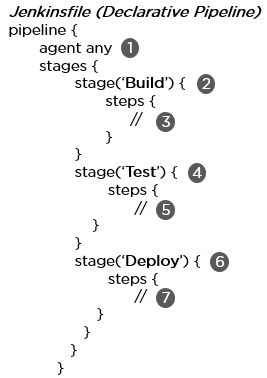 Jenkinsfile (Declarative Pipeline)
pipeline {
agent any 1
stages {
stage(‘Build’) { 2
steps {
// 3
}
}
stage(‘Test’) { 4
steps {
// 5
}
}
stage(‘Deploy’) { 6
steps {
// 7
}
}
}
}